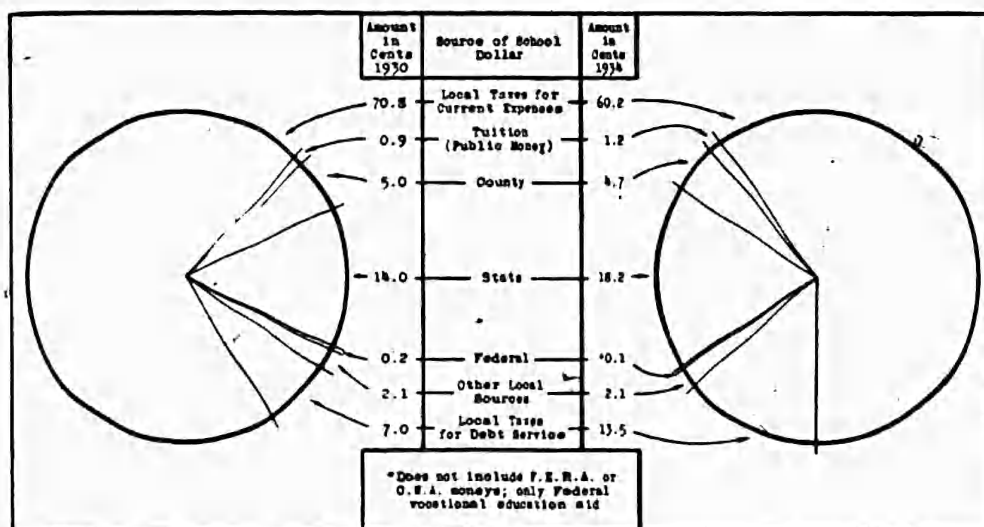 Amount in Cents 1930
Source of School Dollar
Amount in Cents 1934
70.8 Local Taxes for Current Expenses 60.2
0.9 Tuition (Public Money) 1.2
5.0 County 4.7
14.0 State 18.2
0.2 Federal *0.1
2.1 Other Local Sources 2.1
7.0 Local Taxes for Debt Service 13.5
*Does not include F.E.R.A. or
C.W.A. moneys; only Federal
vocational education aid